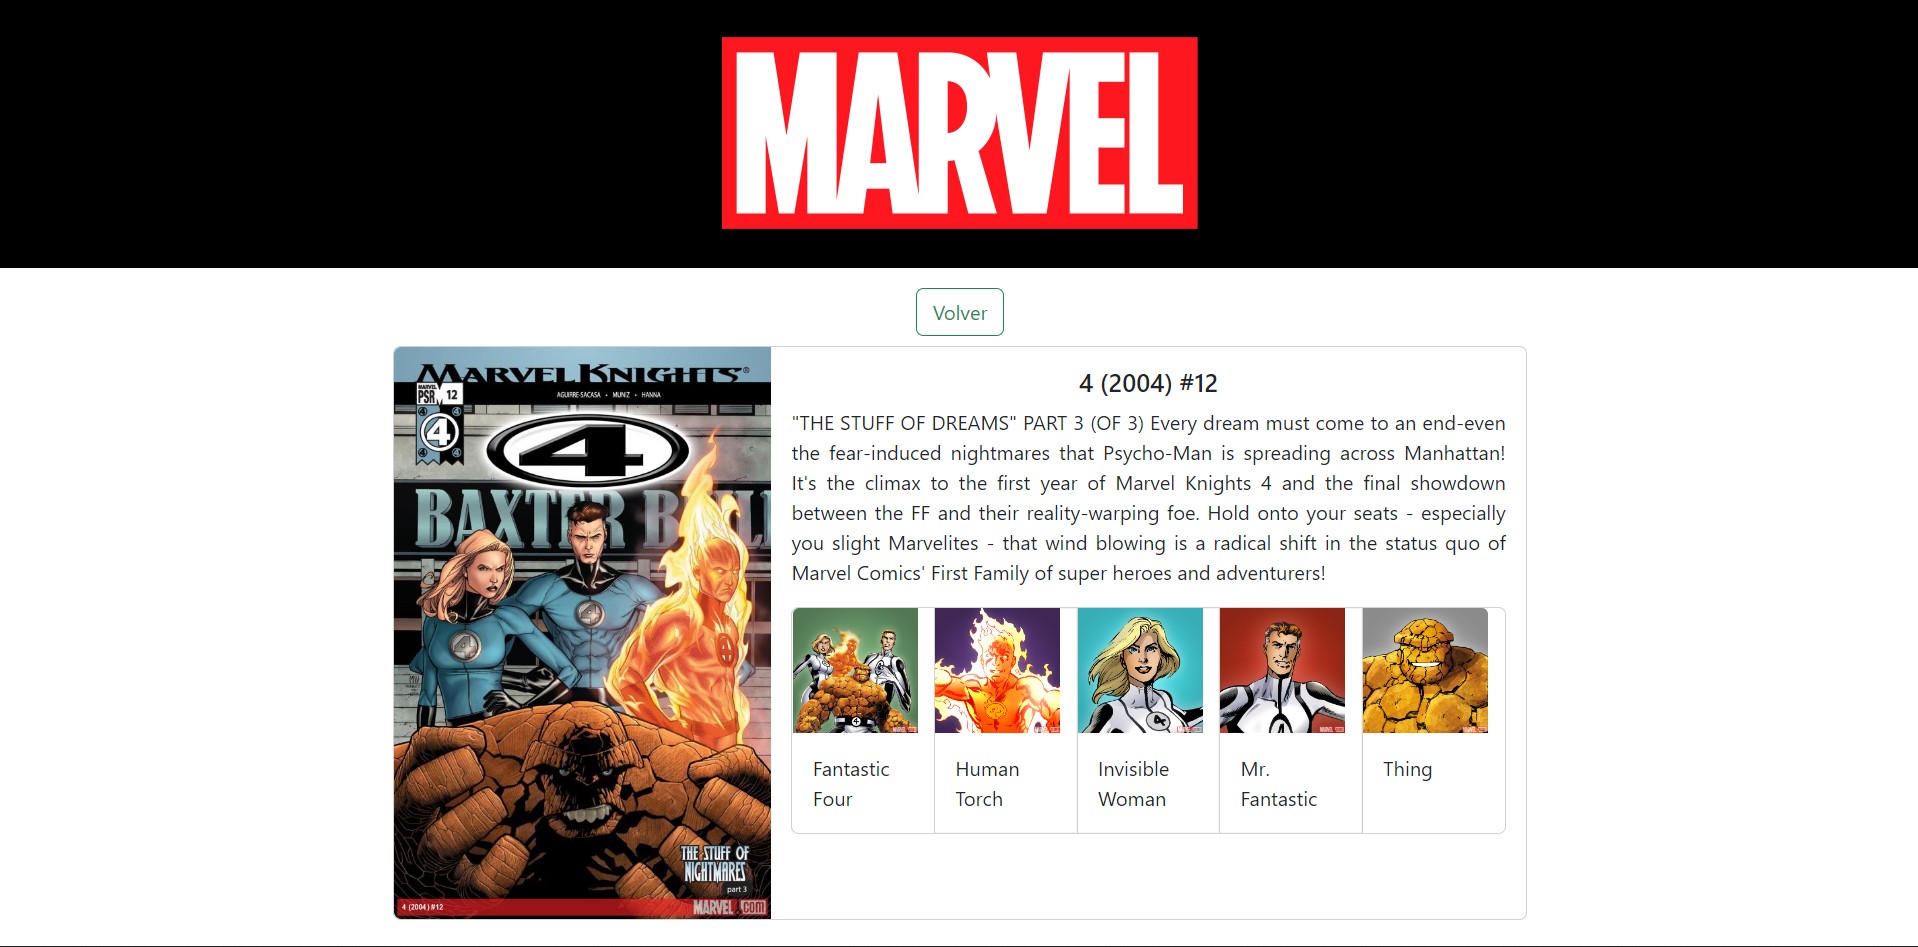 MARVEL
Volver
MARVEL KNIGHTS®
MARVEL
PSR 12
AGUIRRE-SACASA • MUNIZ • HANNA
4
4
BAXTER B
4
4
THE STUFF OF
NIGHTMARES
part 3
4 (2004) #12
MARVEL.COM
4 (2004) #12
"THE STUFF OF DREAMS" PART 3 (OF 3) Every dream must come to an end-even
the fear-induced nightmares that Psycho-Man is spreading across Manhattan!
It's the climax to the first year of Marvel Knights 4 and the final showdown
between the FF and their reality-warping foe. Hold onto your seats - especially
you slight Marvelites - that wind blowing is a radical shift in the status quo of
Marvel Comics' First Family of super heroes and adventurers!
Fantastic
Four
Human
Torch
Invisible
Woman
Mr.
Fantastic
Thing